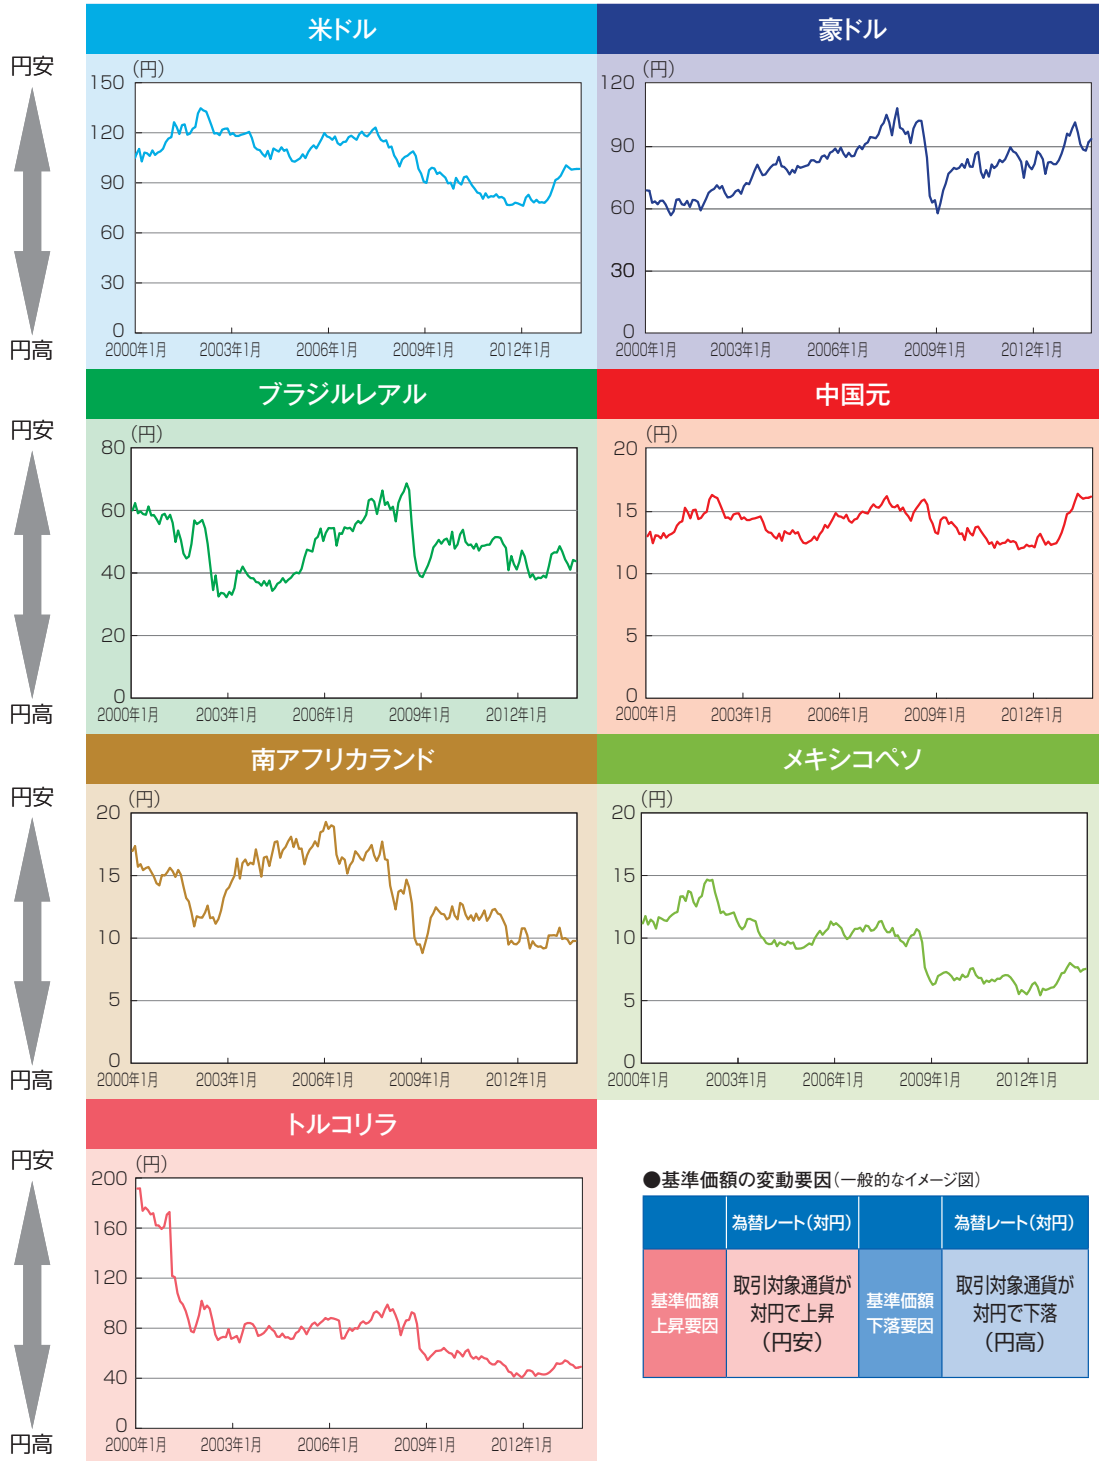 米ドル
円安
(円)
150
120
90
60
30
0
円高
2000年1月 2003年1月 2006年1月 2009年1月 2012年1月
豪ドル
(円)
120
90
60
30
0
2000年1月 2003年1月 2006年1月 2009年1月 2012年1月
ブラジルレアル
円安
(円)
80
60
40
20
0
円高
2000年1月 2003年1月 2006年1月 2009年1月 2012年1月
中国元
(円)
20
15
10
5
0
2000年1月 2003年1月 2006年1月 2009年1月 2012年1月
南アフリカランド
円安
(円)
20
15
10
5
0
円高
2000年1月 2003年1月 2006年1月 2009年1月 2012年1月
メキシコペソ
(円)
20
15
10
5
0
2000年1月 2003年1月 2006年1月 2009年1月 2012年1月
トルコリラ
円安
(円)
200
160
120
80
40
0
円高
2000年1月 2003年1月 2006年1月 2009年1月 2012年1月
●基準価額の変動要因(一般的なイメージ図)
為替レート(対円) 為替レート(対円)
基準価額
上昇要因
取引対象通貨が
対円で上昇
(円安)
基準価額
下落要因
取引対象通貨が
対円で下落
(円高)